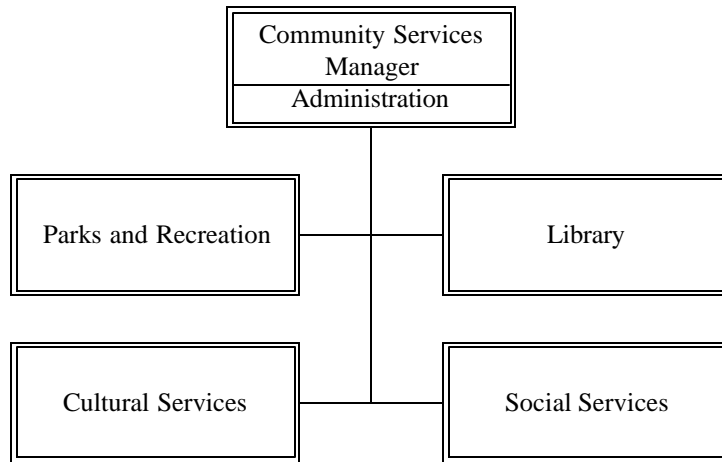 Community Services
Manager
Administration
Parks and Recreation
Library
Cultural Services
Social Services